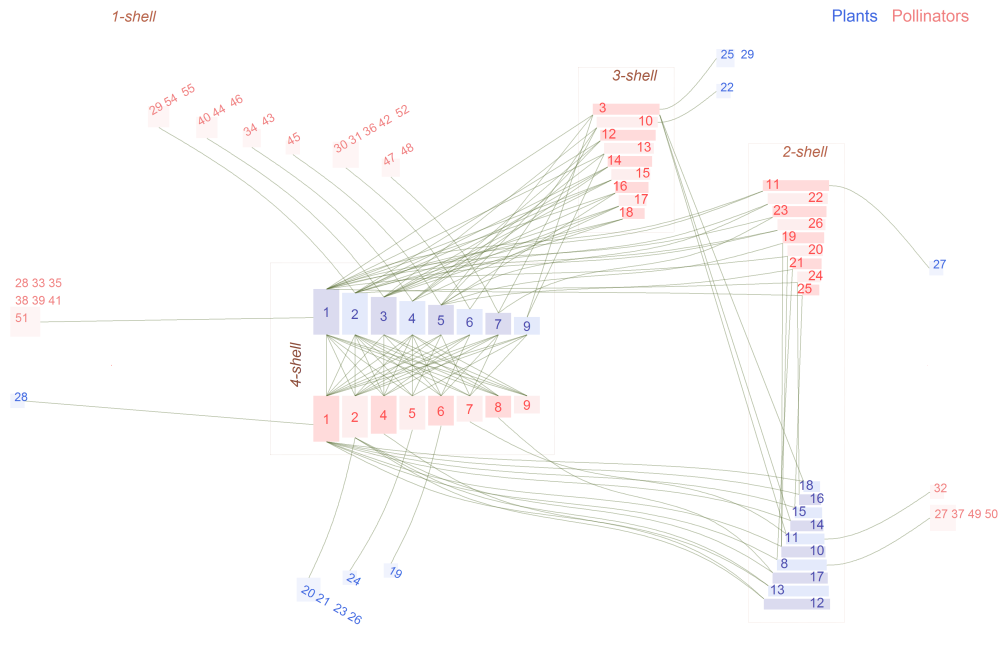 1-shell
Plants Pollinators
25 29
22
3-shell
3
10
12
13
14
15
16
17
18
29 54 55
40 44 46
34 43
45
30 31 36 42 52
47 48
2-shell
11
22
23
26
19
20
21
24
25
27
28 33 35
38 39 41
51
28
4-shell
1 2 3 4 5 6 7 9
1 2 4 5 6 7 8 9
18
16
15
14
11
10
8
17
13
12
32
27 37 49 50
20 21 23 26
24
19